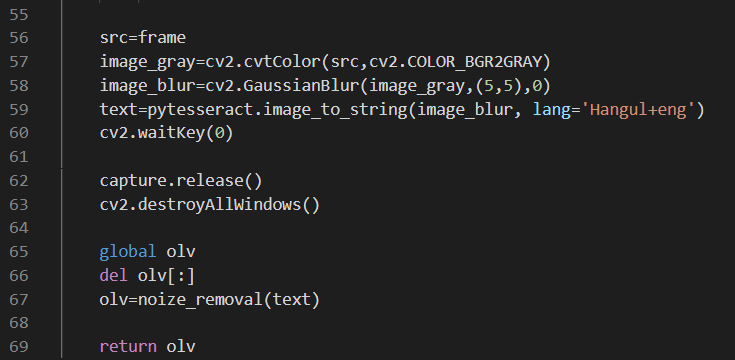 55
56 src=frame
57 image_gray=cv2.cvtColor(src,cv2.COLOR_BGR2GRAY)
58 image_blur=cv2.GaussianBlur(image_gray,(5,5),0)
59 text=pytesseract.image_to_string(image_blur, lang='Hangul+eng')
60 cv2.waitKey(0)
61
62 capture.release()
63 cv2.destroyAllWindows()
64
65 global olv
66 del olv[:]
67 olv=noize_removal(text)
68
69 return olv